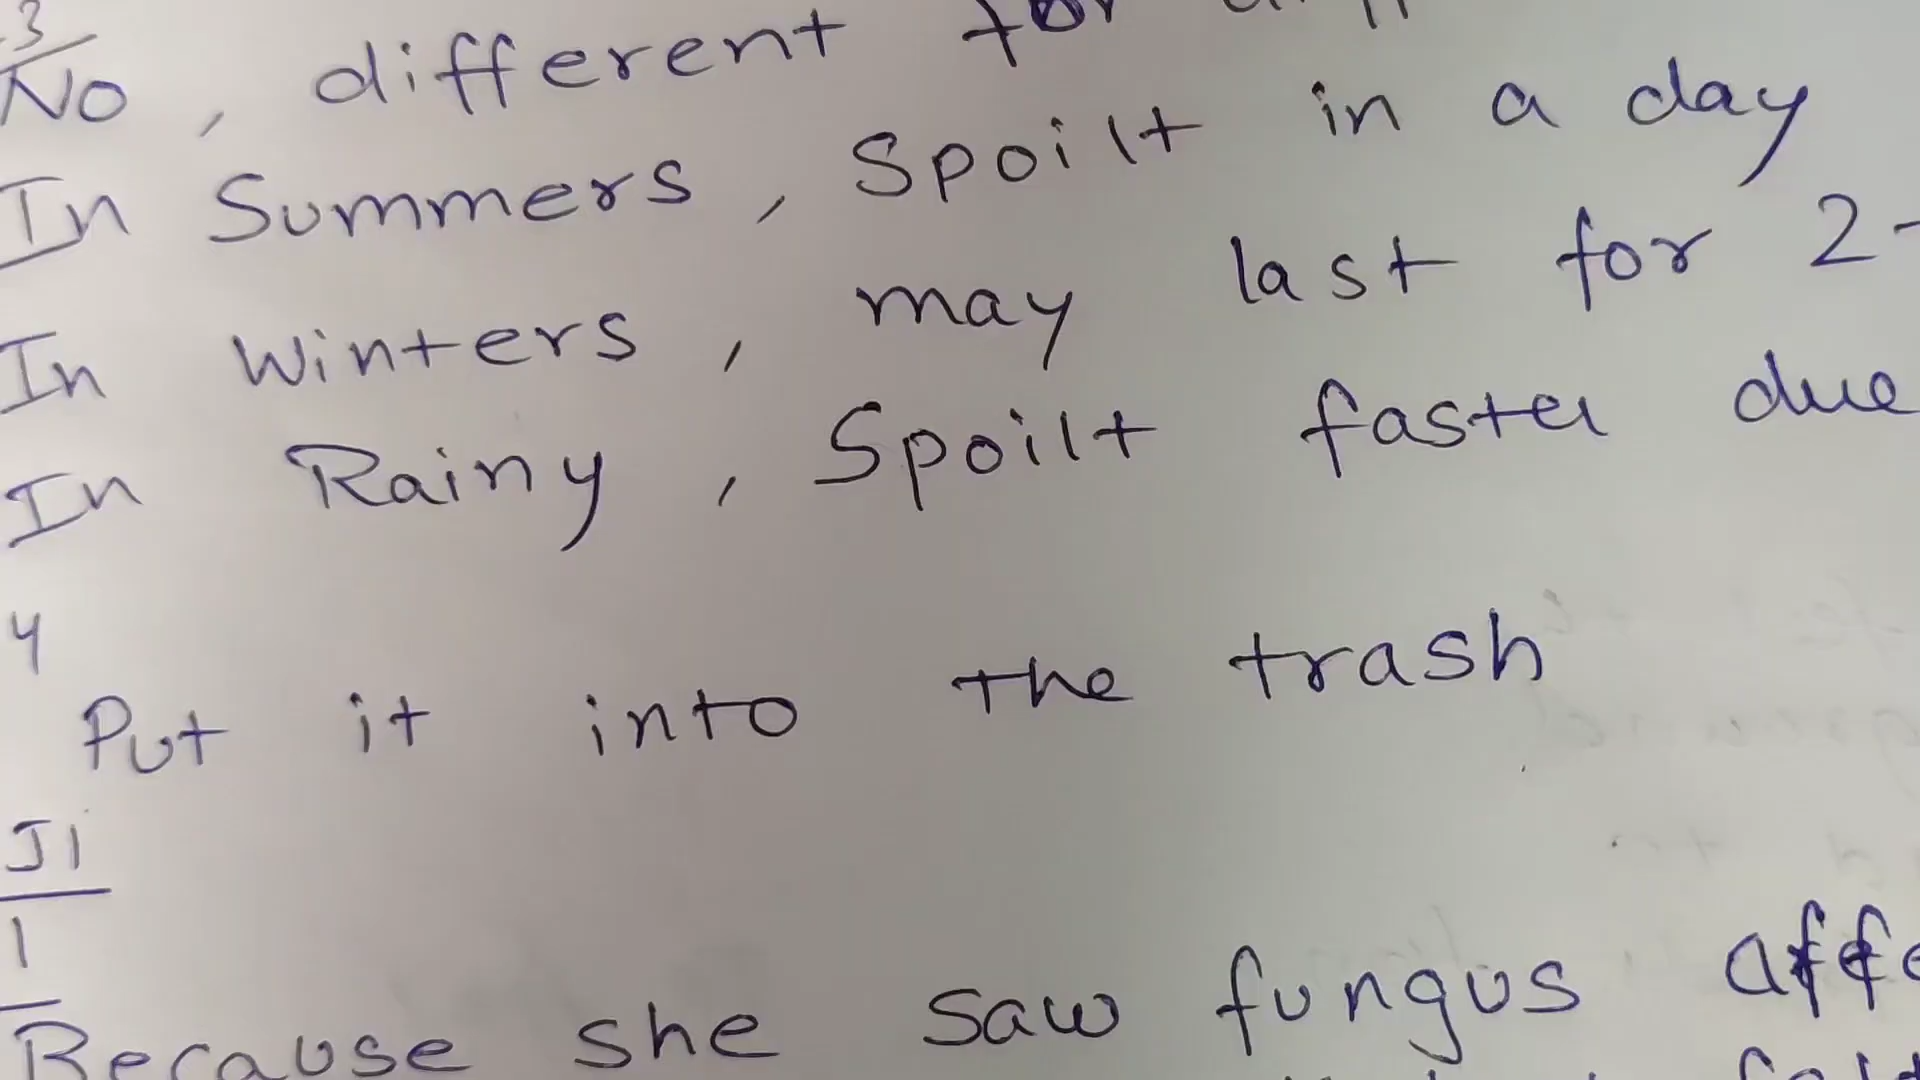 3
No, different for
In Summers, Spoilt in a day
In Winters, may last for 2-
In Rainy, Spoilt faster due
4
Put it into the trash
J1
1
Because she saw fungus